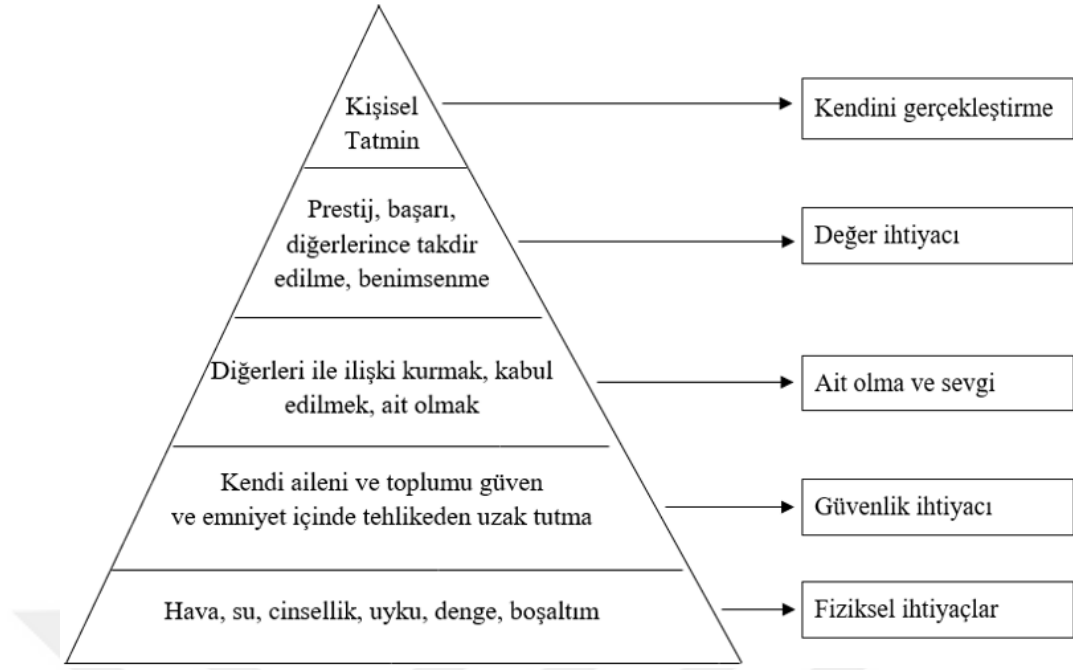 Kişisel
Tatmin
Kendini gerçekleştirme
Prestij, başarı,
diğerlerince takdir
edilme, benimsenme
Değer ihtiyacı
Diğerleri ile ilişki kurmak, kabul
edilmek, ait olmak
Ait olma ve sevgi
Kendi aileni ve toplumu güven
ve emniyet içinde tehlikeden uzak tutma
Güvenlik ihtiyacı
Hava, su, cinsellik, uyku, denge, boşaltım
Fiziksel ihtiyaçlar